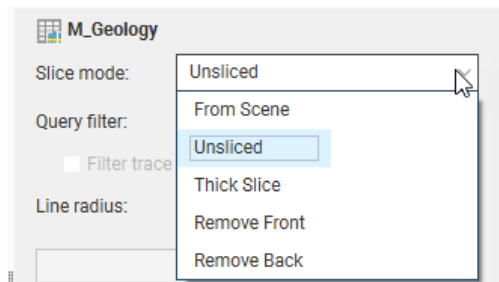 M_Geology
Slice mode: Unsliced
From Scene
Query filter:
Unsliced
Filter trace
Thick Slice
Line radius:
Remove Front
Remove Back